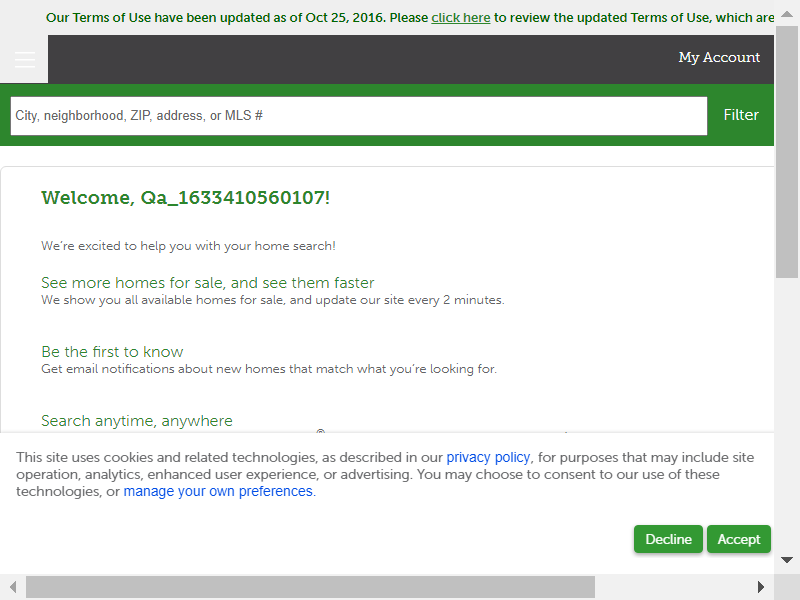 Our Terms of Use have been updated as of Oct 25, 2016. Please click here to review the updated Terms of Use, which are
My Account
City, neighborhood, ZIP, address, or MLS #
Filter
Welcome, Qa_1633410560107!
We're excited to help you with your home search!
See more homes for sale, and see them faster
We show you all available homes for sale, and update our site every 2 minutes.
Be the first to know
Get email notifications about new homes that match what you're looking for.
Search anytime, anywhere
This site uses cookies and related technologies, as described in our privacy policy, for purposes that may include site
operation, analytics, enhanced user experience, or advertising. You may choose to consent to our use of these
technologies, or manage your own preferences.
Decline
Accept